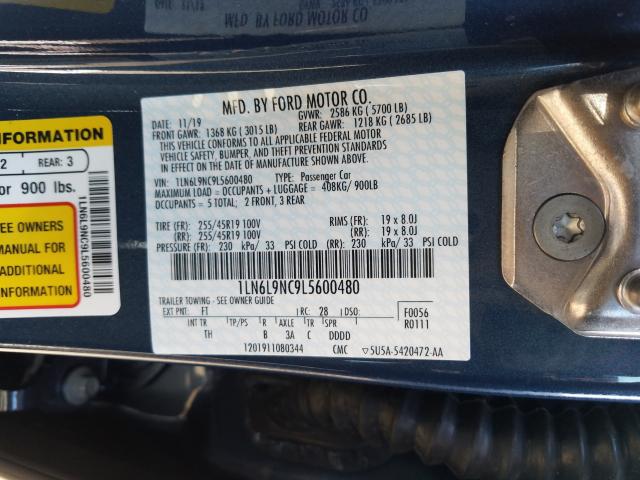 MFD. BY FORD MOTOR CO.
MFD. BY FORD MOTOR CO.
DATE: 11/19 GVWR: 2586 KG ( 5700 LB)
FRONT GAWR: 1368 KG ( 3015 LB) REAR GAWR: 1218 KG ( 2685 LB)
THIS VEHICLE CONFORMS TO ALL APPLICABLE FEDERAL MOTOR
VEHICLE SAFETY, BUMPER, AND THEFT PREVENTION STANDARDS IN
EFFECT ON THE DATE OF MANUFACTURE SHOWN ABOVE.
VIN: 1LN6L9NC9L5600480 TYPE: Passenger Car
MAXIMUM LOAD = OCCUPANTS + LUGGAGE = 408KG / 900LB
OCCUPANTS = 5 TOTAL: 2 FRONT, 3 REAR
TIRE (FR): 255/45R19 100V RIMS (FR): 19 x 8.0J
(RR): 255/45R19 100V (RR): 19 x 8.0J
PRESSURE (FR): 230 kPa/ 33 PSI COLD (RR): 230 kPa/ 33 PSI COLD
1LN6L9NC9L5600480
TRAILER TOWING - SEE OWNER GUIDE
EXT PNT: FT RC: 28 DSO: F0056
INT TR TP/PS R AXLE TR SPR R0111
TH B 3A C DDDD
1201911080344 CMC 5U5A-5420472-AA
NFORMATION
2 REAR: 3
or 900 lbs.
EE OWNERS
MANUAL FOR
ADDITIONAL
INFORMATION
1LN6L9NC9L5600480